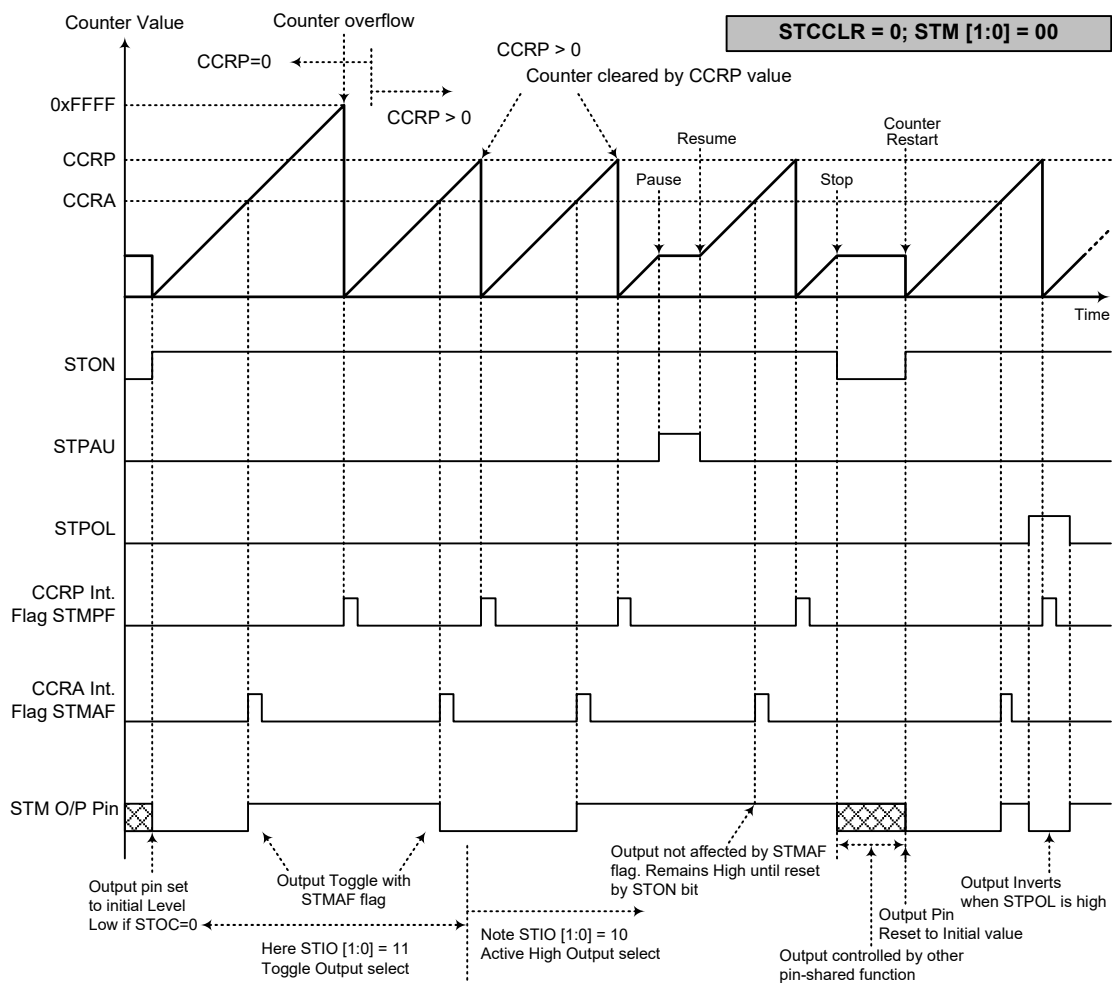 Counter Value
Counter overflow
STCCLR = 0; STM [1:0] = 00
CCRP=0
CCRP > 0
CCRP > 0
Counter cleared by CCRP value
0xFFFF
CCRP
CCRA
Pause
Resume
Stop
Counter
Restart
Time
STON
STPAU
STPOL
CCRP Int.
Flag STMPF
CCRA Int.
Flag STMAF
STM O/P Pin
Output pin set
to initial Level
Low if STOC=0
Output Toggle with
STMAF flag
Here STIO [1:0] = 11
Toggle Output select
Note STIO [1:0] = 10
Active High Output select
Output not affected by STMAF
flag. Remains High until reset
by STON bit
Output Pin
Reset to Initial value
Output controlled by other
pin-shared function
Output Inverts
when STPOL is high